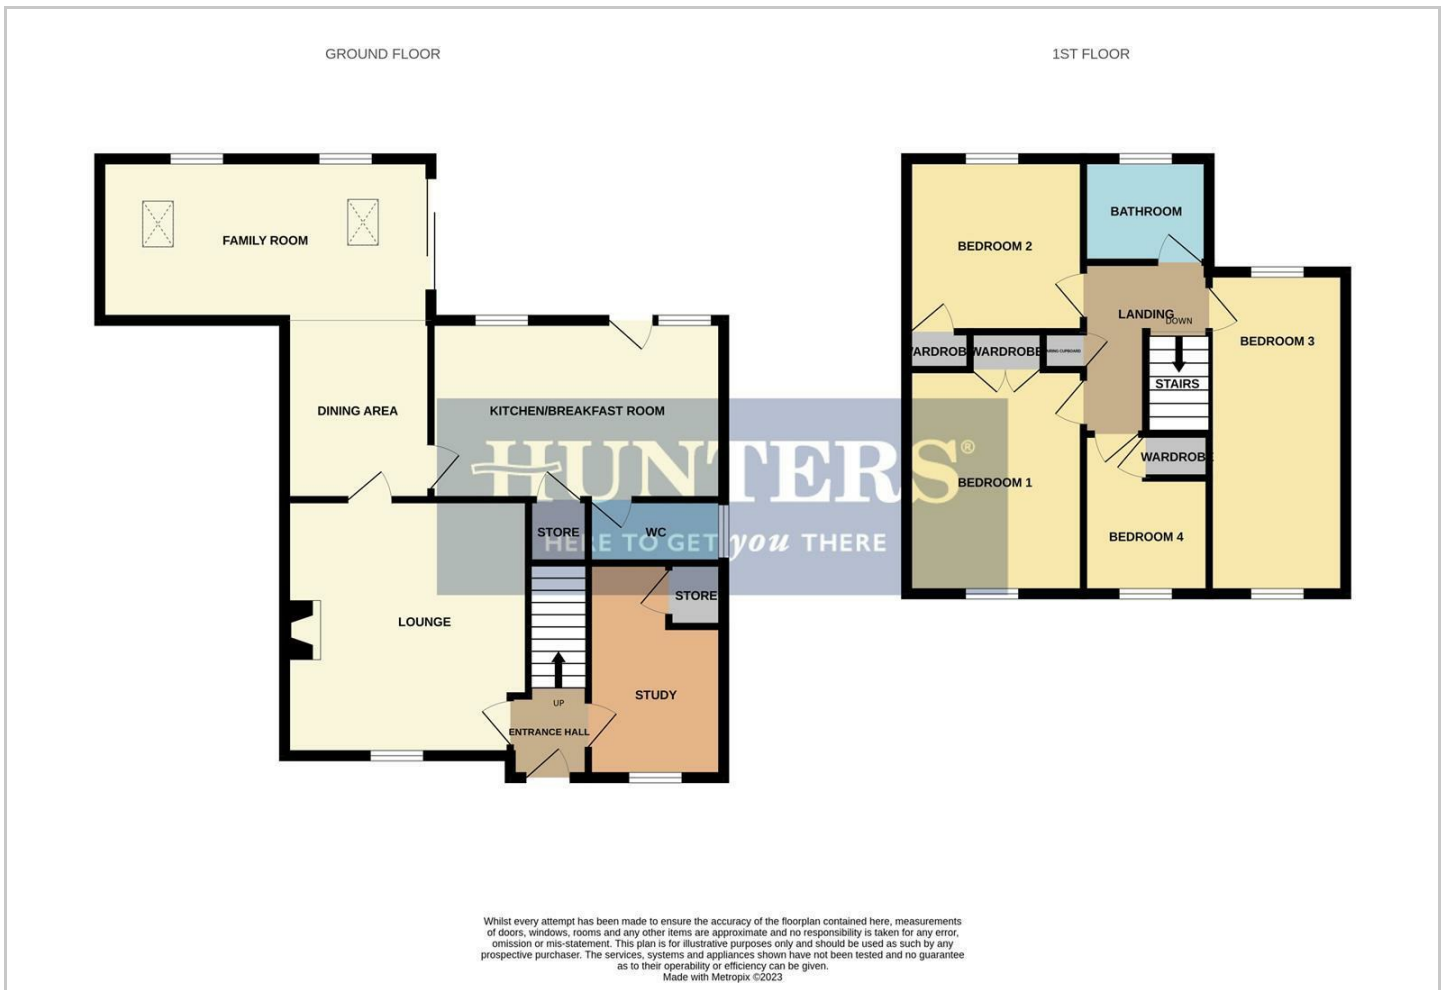 GROUND FLOOR
1ST FLOOR
FAMILY ROOM
DINING AREA
KITCHEN/BREAKFAST ROOM
HUNTERS®
HERE TO GET you THERE
STORE
WC
STORE
LOUNGE
STUDY
UP
ENTRANCE HALL
BATHROOM
BEDROOM 2
LANDING
DOWN
BEDROOM 3
WARDROBE
WARDROBE
CUPBOARD
STAIRS
WARDROBE
BEDROOM 1
BEDROOM 4
Whilst every attempt has been made to ensure the accuracy of the floorplan contained here, measurements
of doors, windows, rooms and any other items are approximate and no responsibility is taken for any error,
omission or mis-statement. This plan is for illustrative purposes only and should be used as such by any
prospective purchaser. The services, systems and appliances shown have not been tested and no guarantee
as to their operability or efficiency can be given.
Made with Metropix ©2023